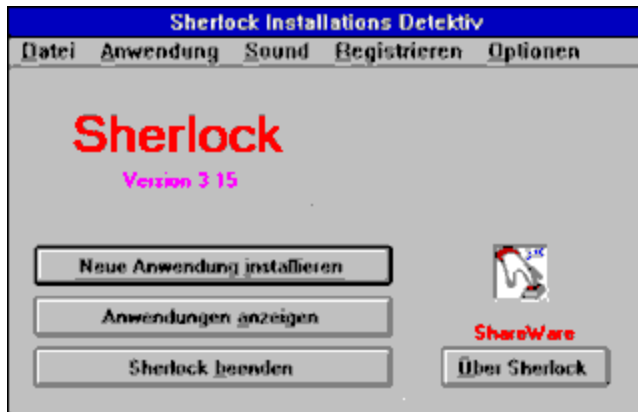 Sherlock Installations Detektiv
Datei Anwendung Sound Registrieren Optionen
Sherlock
Version 3.15
Neue Anwendung installieren
Anwendungen anzeigen
ShareWare
Sherlock beenden
Über Sherlock